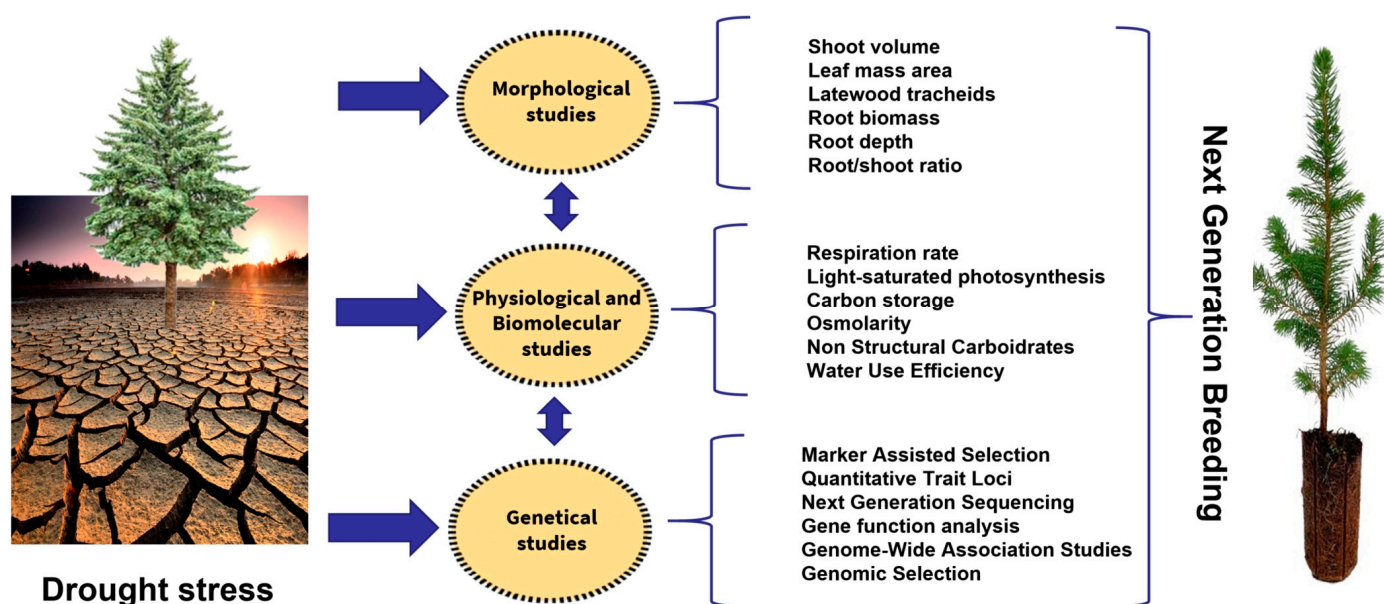 Drought stress
Morphological
studies
Physiological and
Biomolecular
studies
Genetical
studies
Shoot volume
Leaf mass area
Latewood tracheids
Root biomass
Root depth
Root/shoot ratio
Respiration rate
Light-saturated photosynthesis
Carbon storage
Osmolarity
Non Structural Carboidrates
Water Use Efficiency
Marker Assisted Selection
Quantitative Trait Loci
Next Generation Sequencing
Gene function analysis
Genome-Wide Association Studies
Genomic Selection
Next Generation Breeding